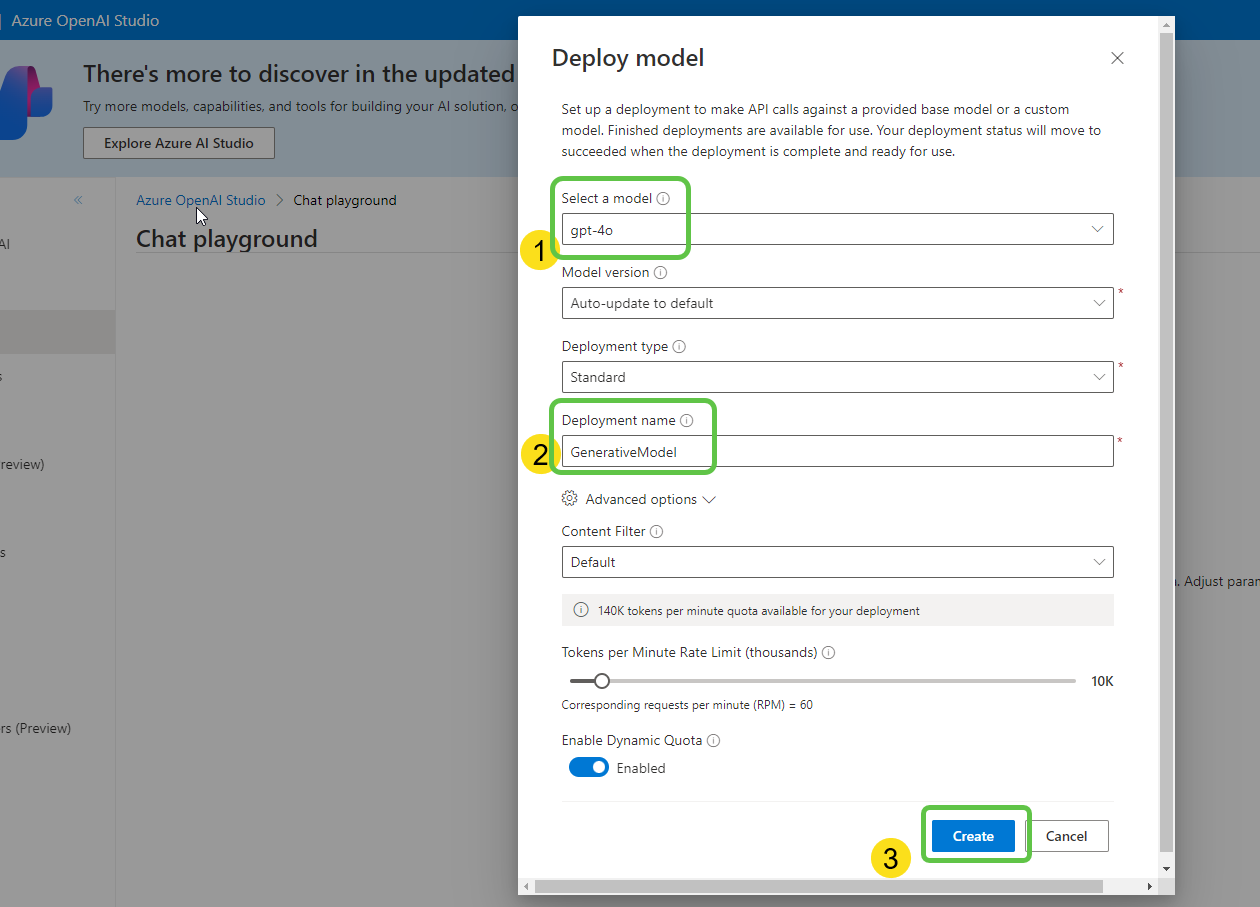 Azure OpenAI Studio
There's more to discover in the updated
Try more models, capabilities, and tools for building your AI solution, o
Explore Azure AI Studio
Azure OpenAI Studio > Chat playground
Chat playground
AI
s
review)
s
rs (Preview)
. Adjust param
Deploy model
Set up a deployment to make API calls against a provided base model or a custom
model. Finished deployments are available for use. Your deployment status will move to
succeeded when the deployment is complete and ready for use.
Select a model
gpt-4o
1
Model version
Auto-update to default *
Deployment type
Standard *
Deployment name
GenerativeModel *
2
Advanced options
Content Filter
Default
140K tokens per minute quota available for your deployment
Tokens per Minute Rate Limit (thousands)
10K
Corresponding requests per minute (RPM) = 60
Enable Dynamic Quota
Enabled
3
Create Cancel